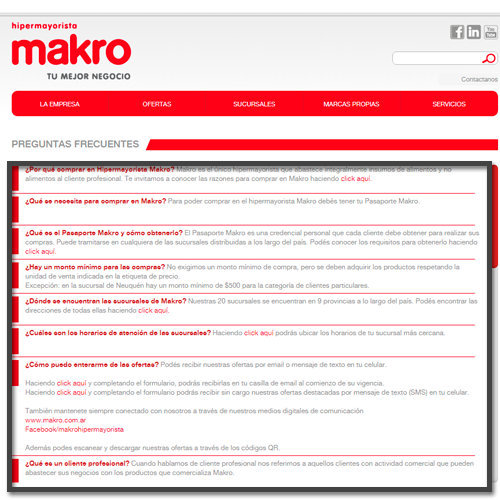 hipermayorista
makro
TU MEJOR NEGOCIO
f in You Tube
Contactanos
LA EMPRESA OFERTAS SUCURSALES MARCAS PROPIAS SERVICIOS
PREGUNTAS FRECUENTES
¿Por qué comprar en Hipermayorista Makro? Makro es el único hipermayorista que abastece integralmente insumos de alimentos y no
alimentos al cliente profesional. Te invitamos a conocer las razones para comprar en Makro haciendo click aquí.
¿Qué se necesita para comprar en Makro? Para poder comprar en el hipermayorista Makro debés tener tu Pasaporte Makro.
¿Qué es el Pasaporte Makro y cómo obtenerlo? El Pasaporte Makro es una credencial personal que cada cliente debe obtener para realizar sus
compras. Puede tramitarse en cualquiera de las sucursales distribuidas a los largo del país. Podés conocer los requisitos para obtenerlo haciendo
click aquí.
¿Hay un monto mínimo para las compras? No exigimos un monto mínimo de compra, pero se deben adquirir los productos respetando la
unidad de venta indicada en la etiqueta de precio.
Excepción: en la sucursal de Neuquén hay un monto mínimo de $500 para la categoría de clientes particulares.
¿Dónde se encuentran las sucursales de Makro? Nuestras 20 sucursales se encuentran en 9 provincias a lo largo del país. Podés encontrar las
direcciones de todas ellas haciendo click aquí.
¿Cuáles son los horarios de atención de las sucursales? Haciendo click aquí podrás ubicar los horarios de tu sucursal más cercana.
¿Cómo puedo enterarme de las ofertas? Podés recibir nuestras ofertas por email o mensaje de texto en tu celular.
Haciendo click aquí y completando el formulario, podrás recibirlas en tu casilla de email al comienzo de su vigencia.
Haciendo click aquí y completando el formulario podrás recibir sin cargo nuestras ofertas destacadas por mensaje de texto (SMS) en tu celular.
También mantenete siempre conectado con nosotros a través de nuestros medios digitales de comunicación
www.makro.com.ar
Facebook/makrohipermayorista
Además podes escanear y descargar nuestras ofertas a través de los códigos QR.
¿Qué es un cliente profesional? Cuando hablamos de cliente profesional nos referimos a aquellos clientes con actividad comercial que pueden
abastecer sus negocios con los productos que comercializa Makro.